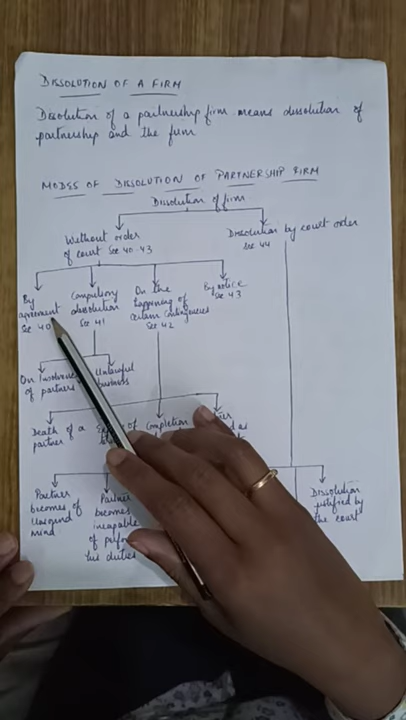 DISSOLUTION OF A FIRM
Dissolution of a partnership firm means dissolution of
partnership and the firm
MODES OF DISSOLUTION OF PARTNERSHIP FIRM
Dissolution of firm
Without order
of court Sec 40-43
Dissolution by court order
Sec 44
By
agreement
Sec 40
Compulsory
dissolution
Sec 41
On the
happening of
certain contingencies
Sec 42
By notice
Sec 43
On Insolvency
of partners
Unlawful
business
Death of a
partner
of
Completion
as
Partner
becomes of
unsound
mind
Partner
becomes
incapable
of
his duties
Dissolution
justified by
the court